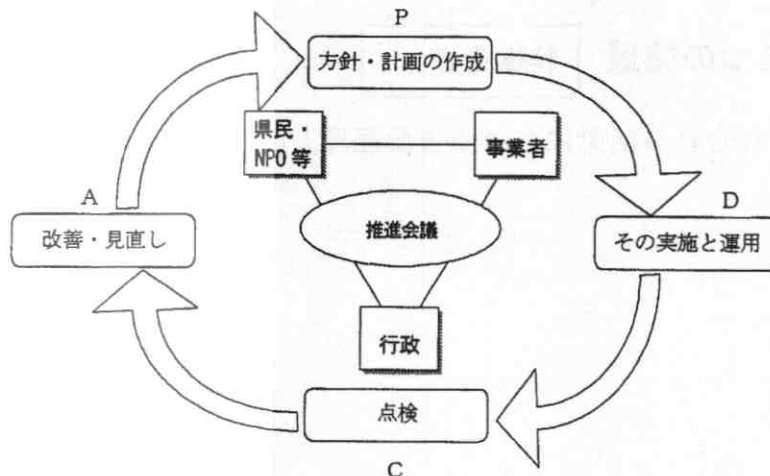 P
方針・計画の作成
県民・
NPO 等
事業者
A
D
改善・見直し
推進会議
その実施と運用
行政
点検
C